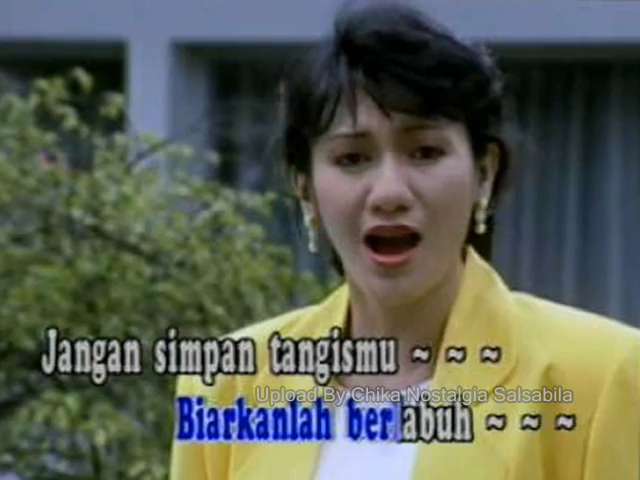 Jangan simpan tangismu ~ ~ ~
Upload By Chika Nostalgia Salsabila
Biarkanlah berlabuh ~ ~ ~